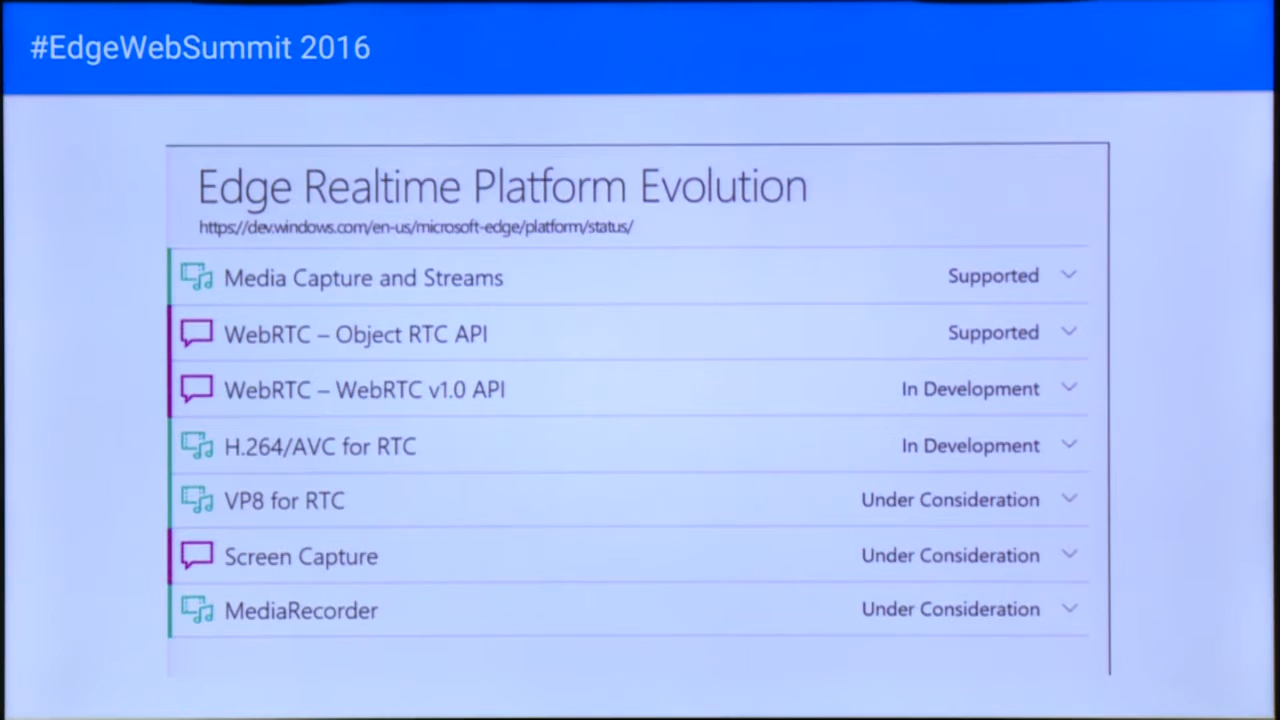 #EdgeWebSummit 2016
Edge Realtime Platform Evolution
https://dev.windows.com/en-us/microsoft-edge/platform/status/
Media Capture and Streams Supported
WebRTC – Object RTC API Supported
WebRTC – WebRTC v1.0 API In Development
H.264/AVC for RTC In Development
VP8 for RTC Under Consideration
Screen Capture Under Consideration
MediaRecorder Under Consideration